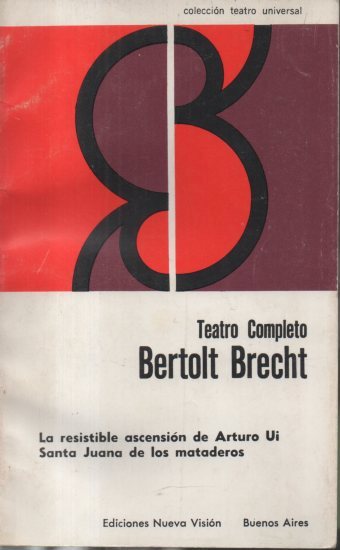 colección teatro universal
Teatro Completo
Bertolt Brecht
La resistible ascensión de Arturo Ui
Santa Juana de los mataderos
Ediciones Nueva Visión Buenos Aires